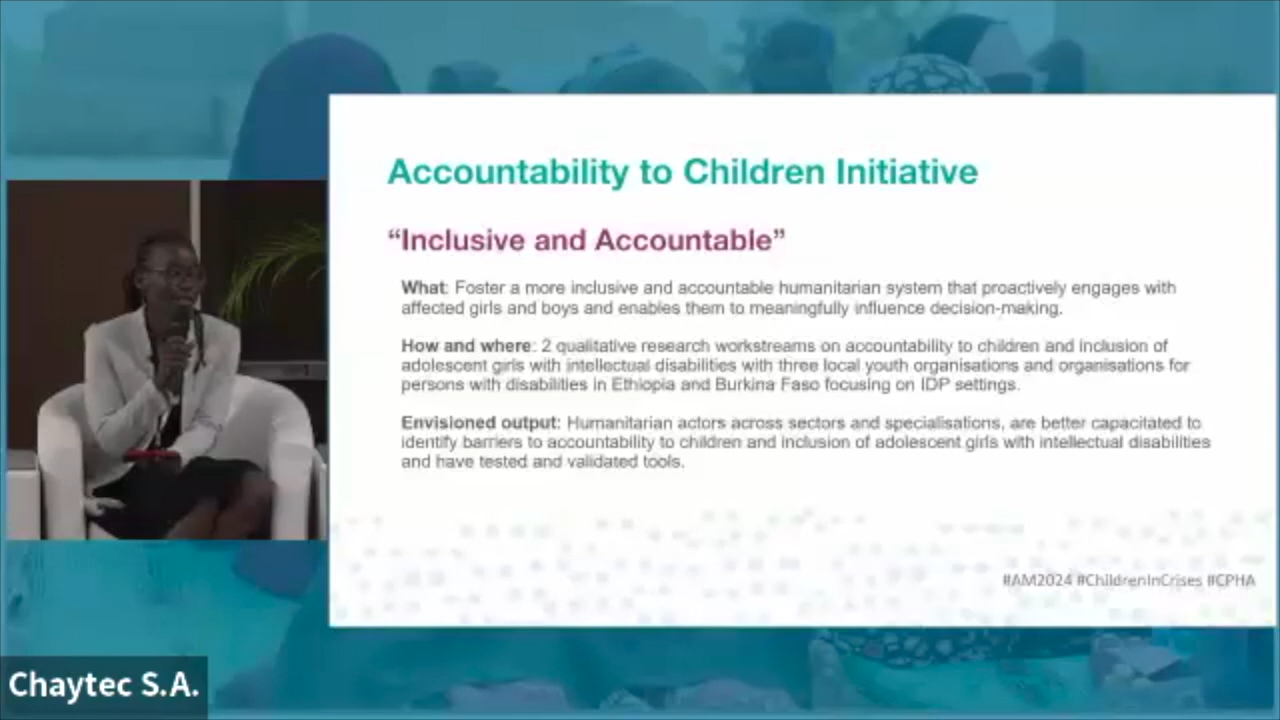 Accountability to Children Initiative
“Inclusive and Accountable”
What: Foster a more inclusive and accountable humanitarian system that proactively engages with
affected girls and boys and enables them to meaningfully influence decision-making.
How and where: 2 qualitative research workstreams on accountability to children and inclusion of
adolescent girls with intellectual disabilities with three local youth organisations and organisations for
persons with disabilities in Ethiopia and Burkina Faso focusing on IDP settings.
Envisioned output: Humanitarian actors across sectors and specialisations, are better capacitated to
identify barriers to accountability to children and inclusion of adolescent girls with intellectual disabilities
and have tested and validated tools.
#AM2024 #ChildrenInCrises #CPHA
Chaytec S.A.